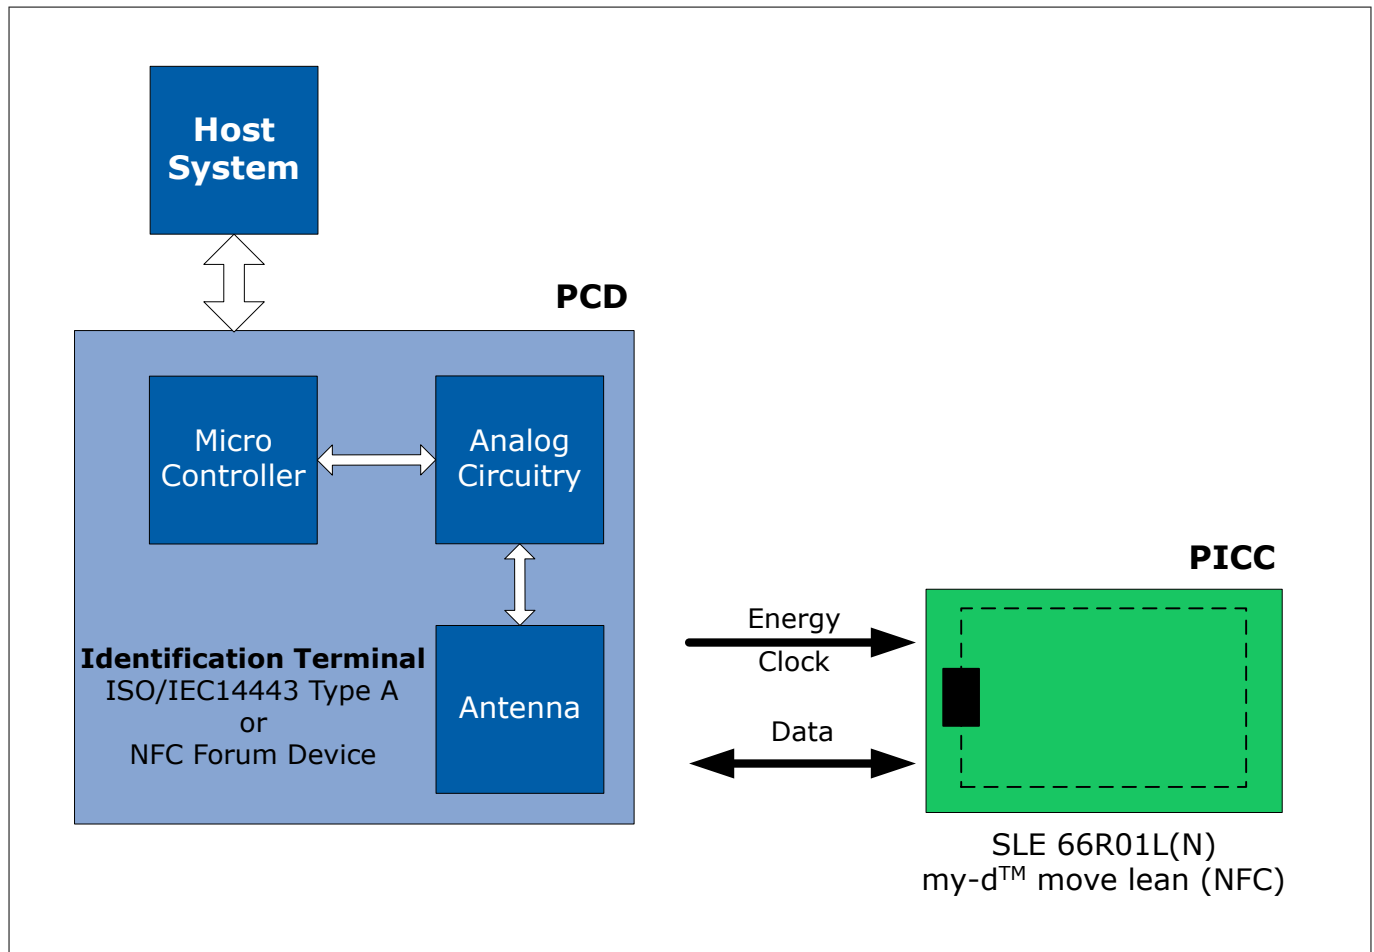 Host
System
PCD
Micro
Controller
Analog
Circuitry
Identification Terminal
ISO/IEC14443 Type A
or
NFC Forum Device
Antenna
Energy
Clock
Data
PICC
SLE 66R01L(N)
my-d™ move lean (NFC)